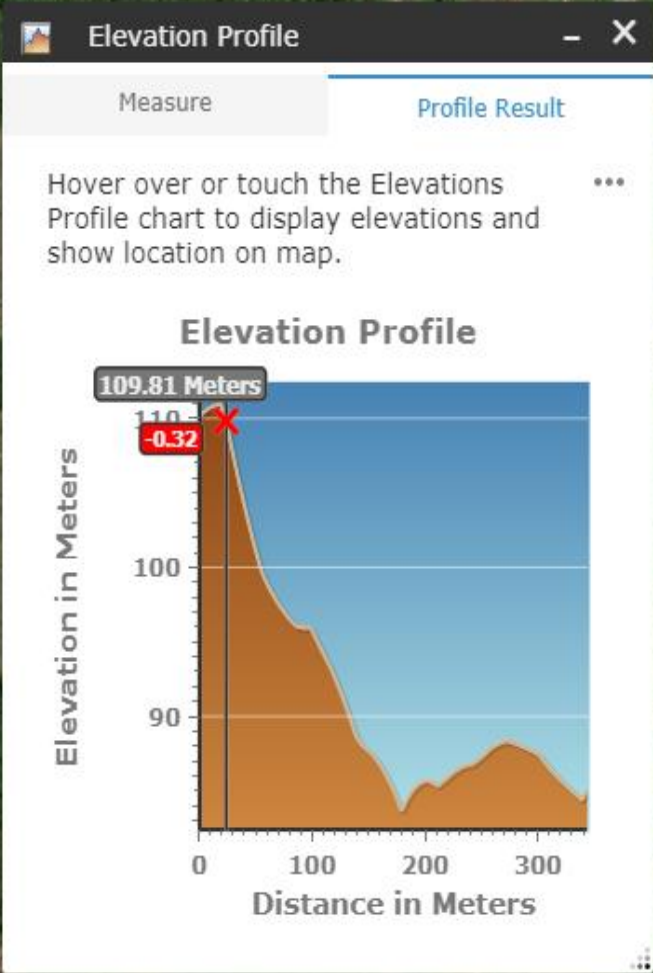 Elevation Profile
Measure
Profile Result
Hover over or touch the Elevations
Profile chart to display elevations and
show location on map.
Elevation Profile
109.81 Meters
110
-0.32
100
90
Elevation in Meters
0 100 200 300
Distance in Meters